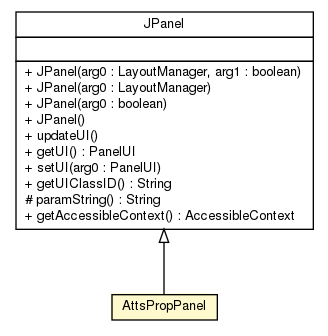 JPanel
+ JPanel(arg0 : LayoutManager, arg1 : boolean)
+ JPanel(arg0 : LayoutManager)
+ JPanel(arg0 : boolean)
+ JPanel()
+ updateUI()
+ getUI() : PanelUI
+ setUI(arg0 : PanelUI)
+ getUIClassID() : String
# paramString() : String
+ getAccessibleContext() : AccessibleContext
AttsPropPanel